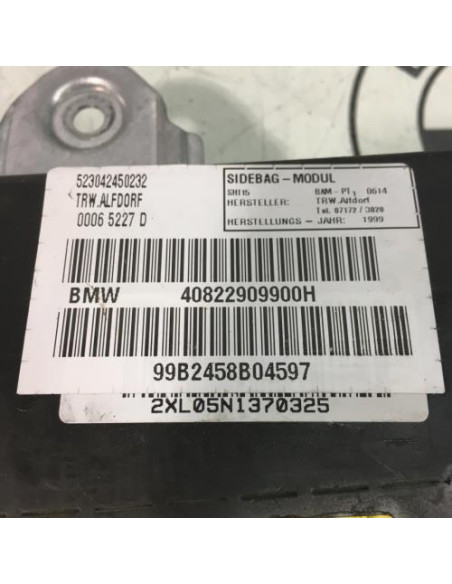 523042450232
TRW.ALFDORF
0006 5227 D
SIDEBAG-MODUL
SH115 BAM-PT₁ 0614
HERSTELLER: TRW.Alfdorf
Tel. 07172 / 3020
HERSTELLUNGS- JAHR: 1999
BMW 40822909900H
99B2458B04597
2XL05N1370325